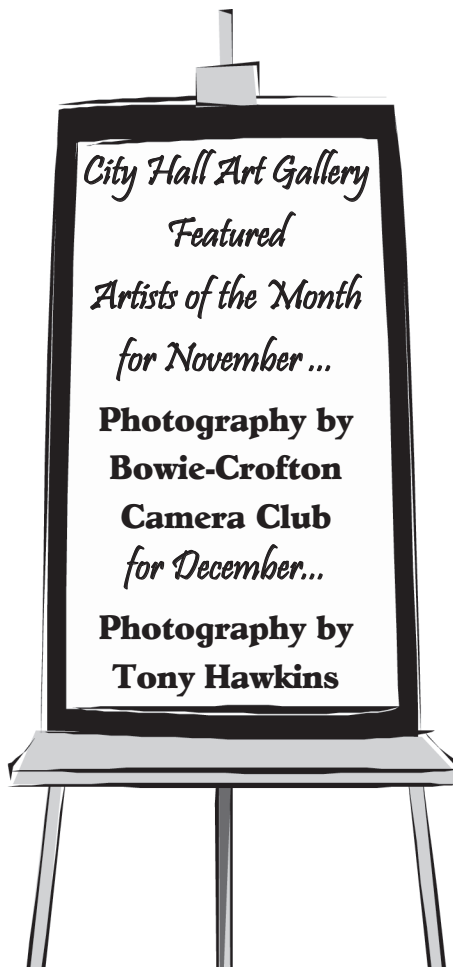 City Hall Art Gallery
Featured
Artists of the Month
for November ...
Photography by
Bowie-Crofton
Camera Club
for December...
Photography by
Tony Hawkins